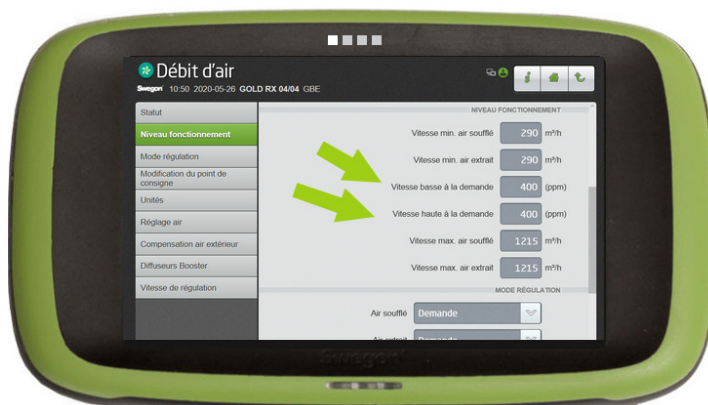 Débit d'air
Swegon 10:50 2020-05-26 GOLD RX 04/04 GBE
Statut
Niveau fonctionnement
Mode régulation
Modification du point de
consigne
Unités
Réglage air
Compensation air extérieur
Diffuseurs Booster
Vitesse de régulation
NIVEAU FONCTIONNEMENT
Vitesse min. air soufflé 290 m³/h
Vitesse min. air extrait 290 m³/h
Vitesse basse à la demande 400 (ppm)
Vitesse haute à la demande 400 (ppm)
Vitesse max. air soufflé 1215 m³/h
Vitesse max. air extrait 1215 m³/h
MODE RÉGULATION
Air soufflé Demande
Air extrait Demande
Swegon